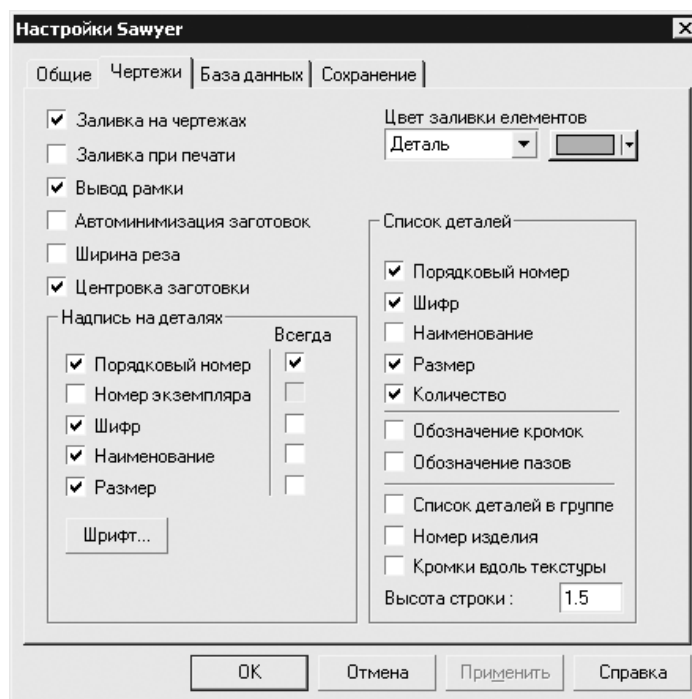 Настройки Sawyer
Общие Чертежи База данных Сохранение
Заливка на чертежах
Заливка при печати
Вывод рамки
Автоминимизация заготовок
Ширина реза
Центровка заготовки
Цвет заливки елементов
Деталь
Надпись на деталях
Всегда
Порядковый номер
Номер экземпляра
Шифр
Наименование
Размер
Шрифт...
Список деталей
Порядковый номер
Шифр
Наименование
Размер
Количество
Обозначение кромок
Обозначение пазов
Список деталей в группе
Номер изделия
Кромки вдоль текстуры
Высота строки : 1.5
OK Отмена Применить Справка